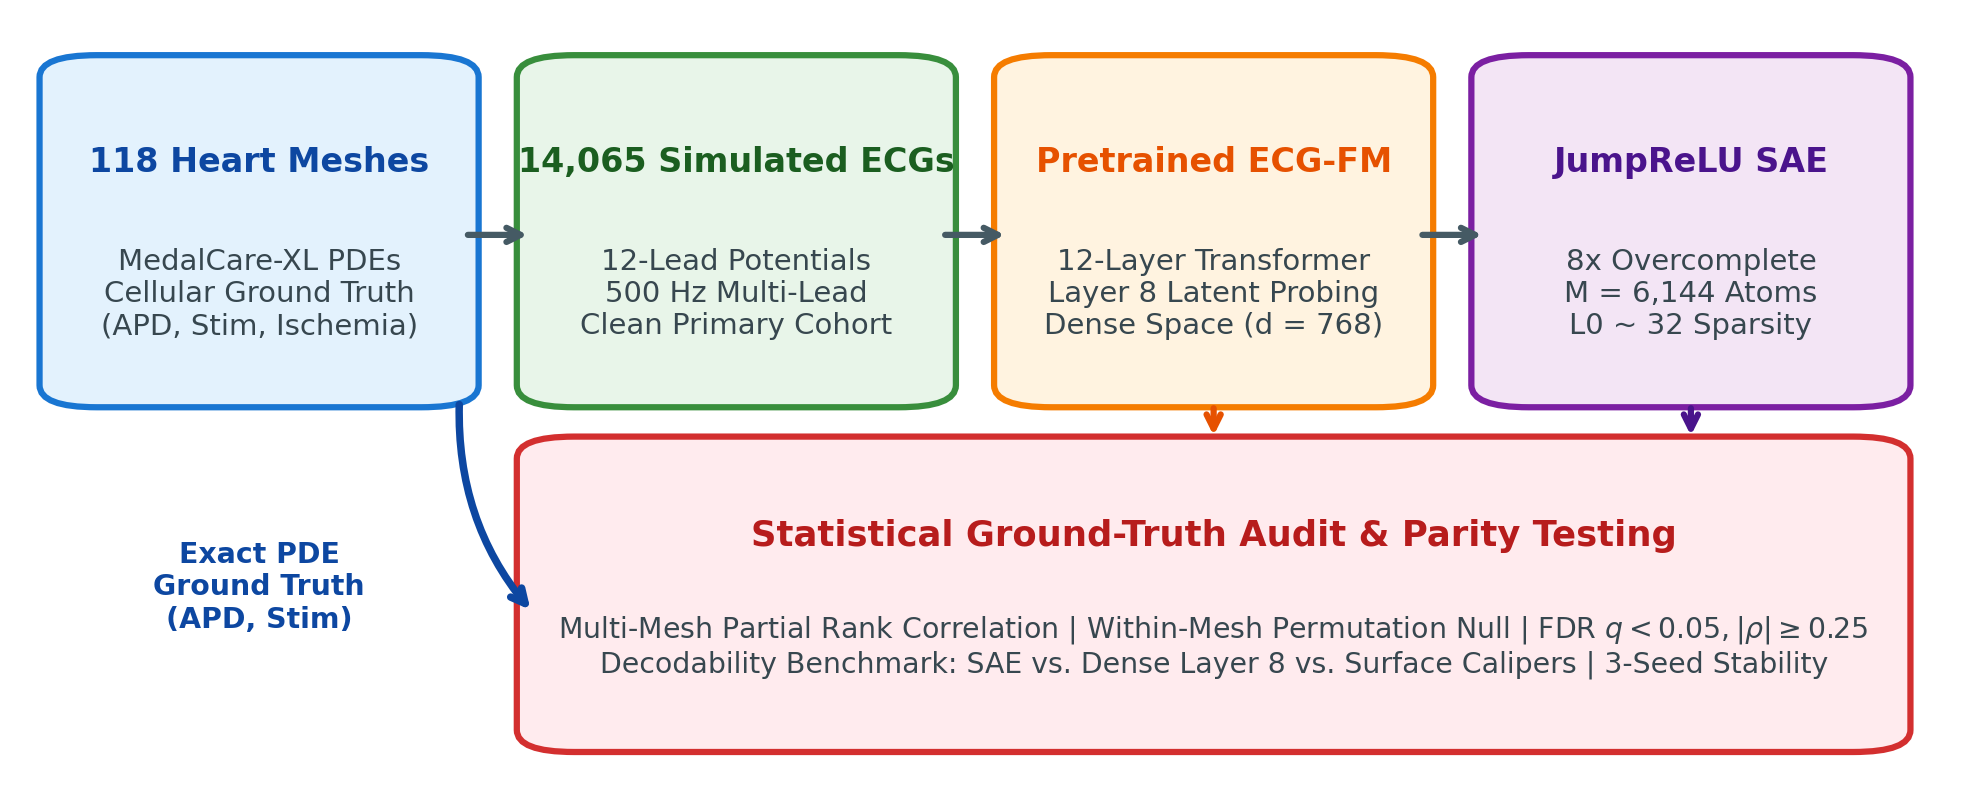 118 Heart Meshes
MedalCare-XL PDEs
Cellular Ground Truth
(APD, Stim, Ischemia)
14,065 Simulated ECGs
12-Lead Potentials
500 Hz Multi-Lead
Clean Primary Cohort
Pretrained ECG-FM
12-Layer Transformer
Layer 8 Latent Probing
Dense Space (d = 768)
JumpReLU SAE
8x Overcomplete
M = 6,144 Atoms
L0 ~ 32 Sparsity
Exact PDE
Ground Truth
(APD, Stim)
Statistical Ground-Truth Audit & Parity Testing
Multi-Mesh Partial Rank Correlation | Within-Mesh Permutation Null | FDR q < 0.05, |ρ| ≥ 0.25
Decodability Benchmark: SAE vs. Dense Layer 8 vs. Surface Calipers | 3-Seed Stability